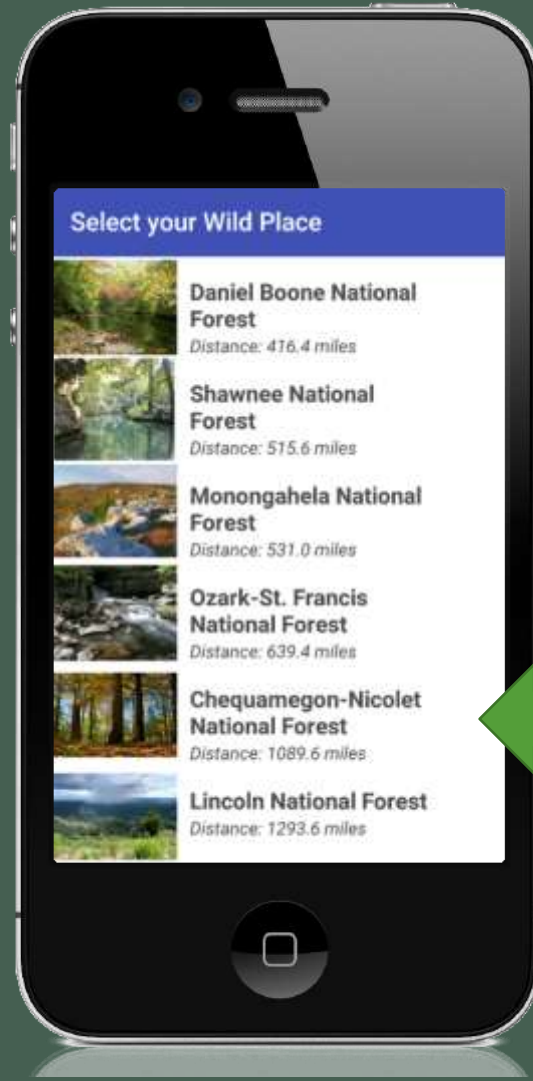 Select your Wild Place
Daniel Boone National
Forest
Distance: 416.4 miles
Shawnee National
Forest
Distance: 515.6 miles
Monongahela National
Forest
Distance: 531.0 miles
Ozark-St. Francis
National Forest
Distance: 639.4 miles
Chequamegon-Nicolet
National Forest
Distance: 1089.6 miles
Lincoln National Forest
Distance: 1293.6 miles